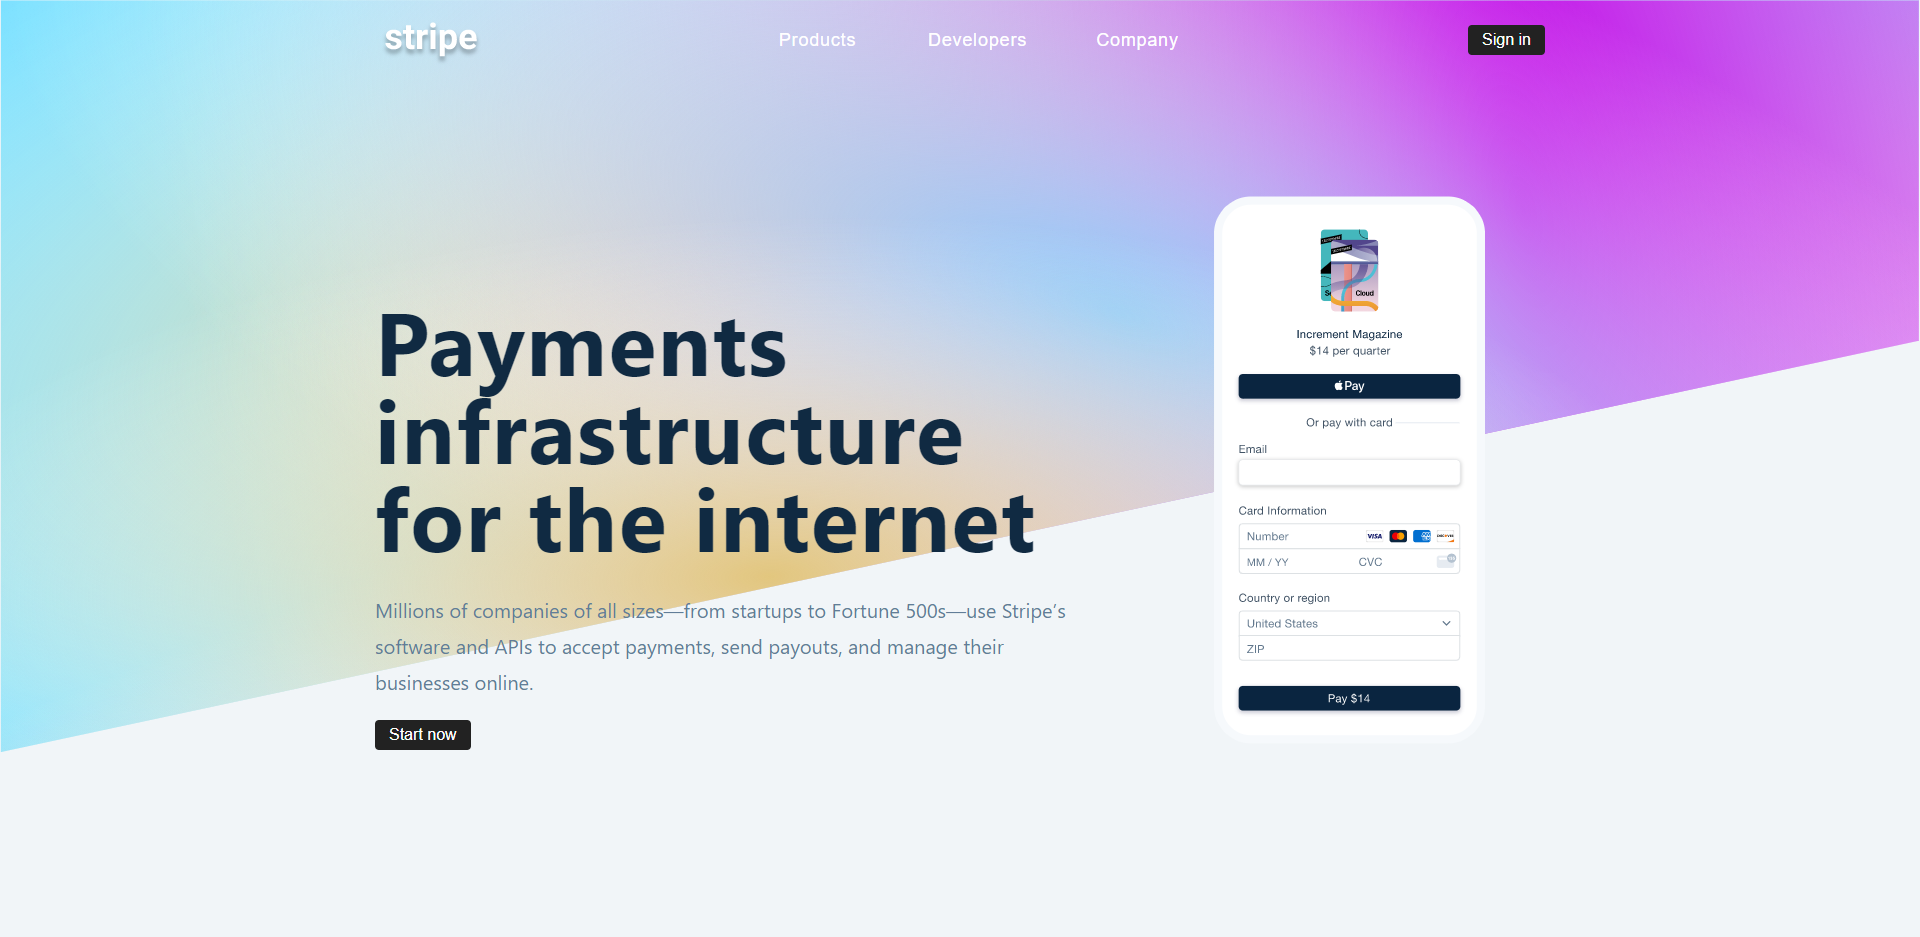 stripe
Products
Developers
Company
Sign in
Payments
infrastructure
for the internet
Millions of companies of all sizes—from startups to Fortune 500s—use Stripe’s
software and APIs to accept payments, send payouts, and manage their
businesses online.
Start now
Cloud
Increment Magazine
$14 per quarter
Pay
Or pay with card
Email
Card Information
Number
VISA
DISCOVER
MM / YY
CVC
Country or region
United States
ZIP
Pay $14